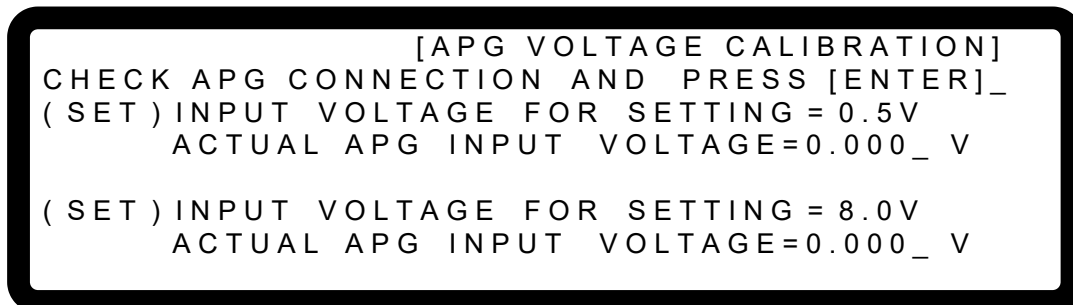 [APG VOLTAGE CALIBRATION]
CHECK APG CONNECTION AND PRESS [ENTER]_
(SET) INPUT VOLTAGE FOR SETTING = 0.5V
ACTUAL APG INPUT VOLTAGE=0.000_ V
(SET) INPUT VOLTAGE FOR SETTING = 8.0V
ACTUAL APG INPUT VOLTAGE=0.000_ V